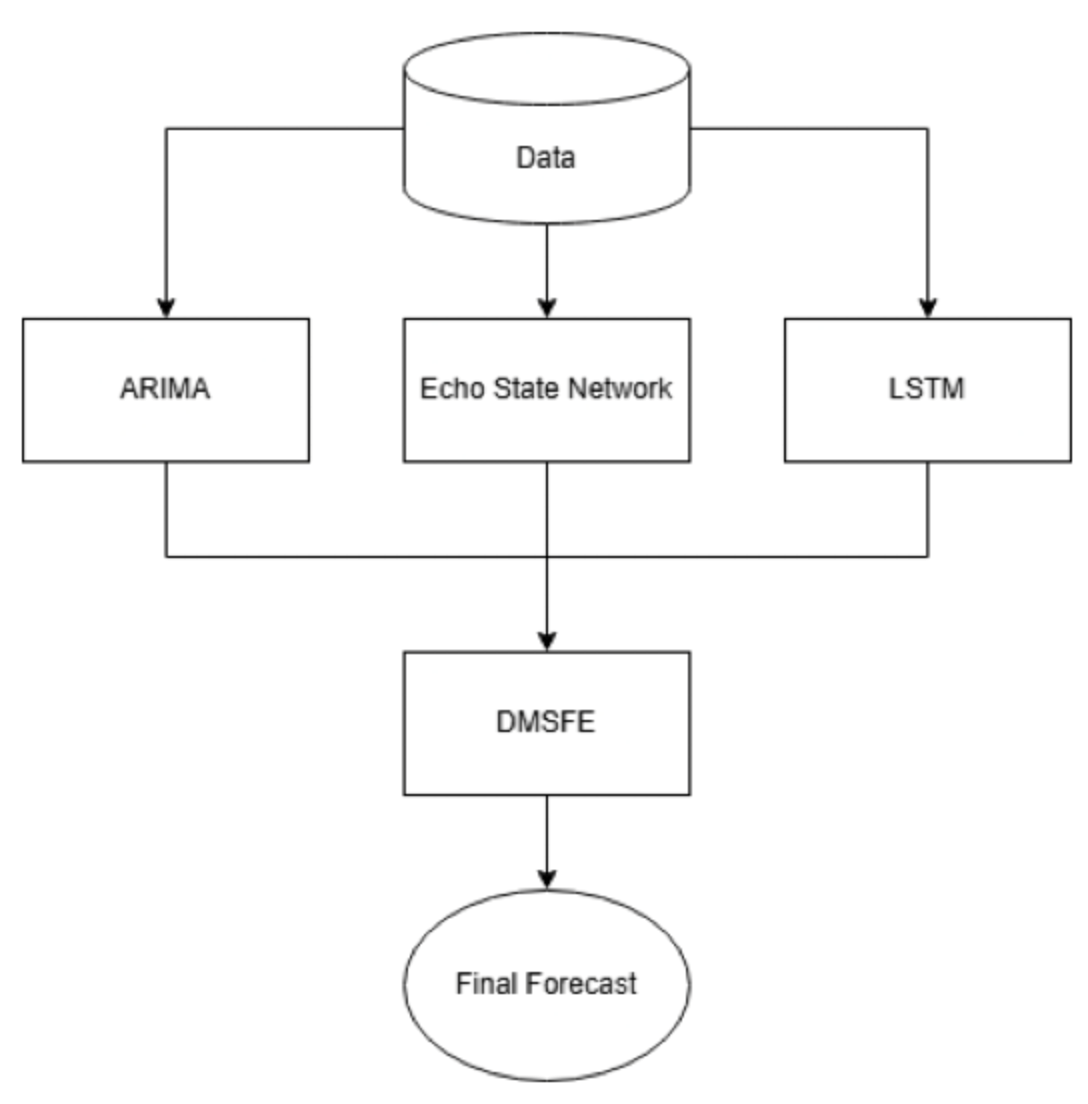 Data
ARIMA
Echo State Network
LSTM
DMSFE
Final Forecast